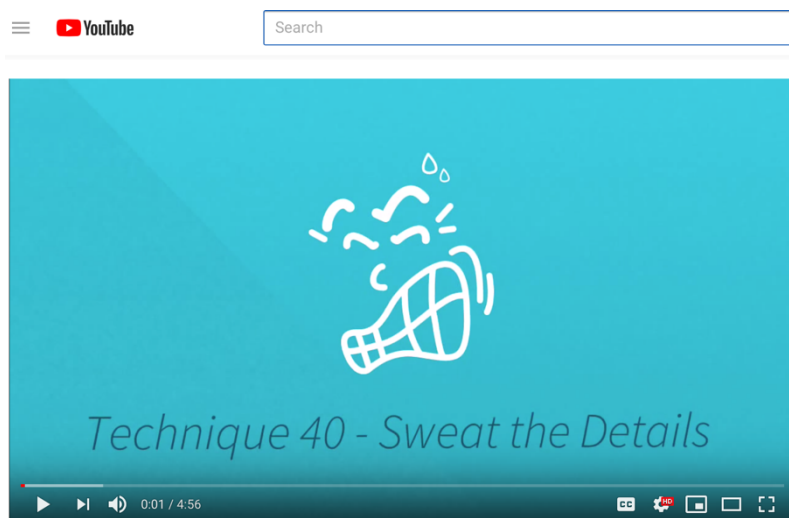 YouTube
Search
Technique 40 - Sweat the Details
0:01 / 4:56
CC
HD